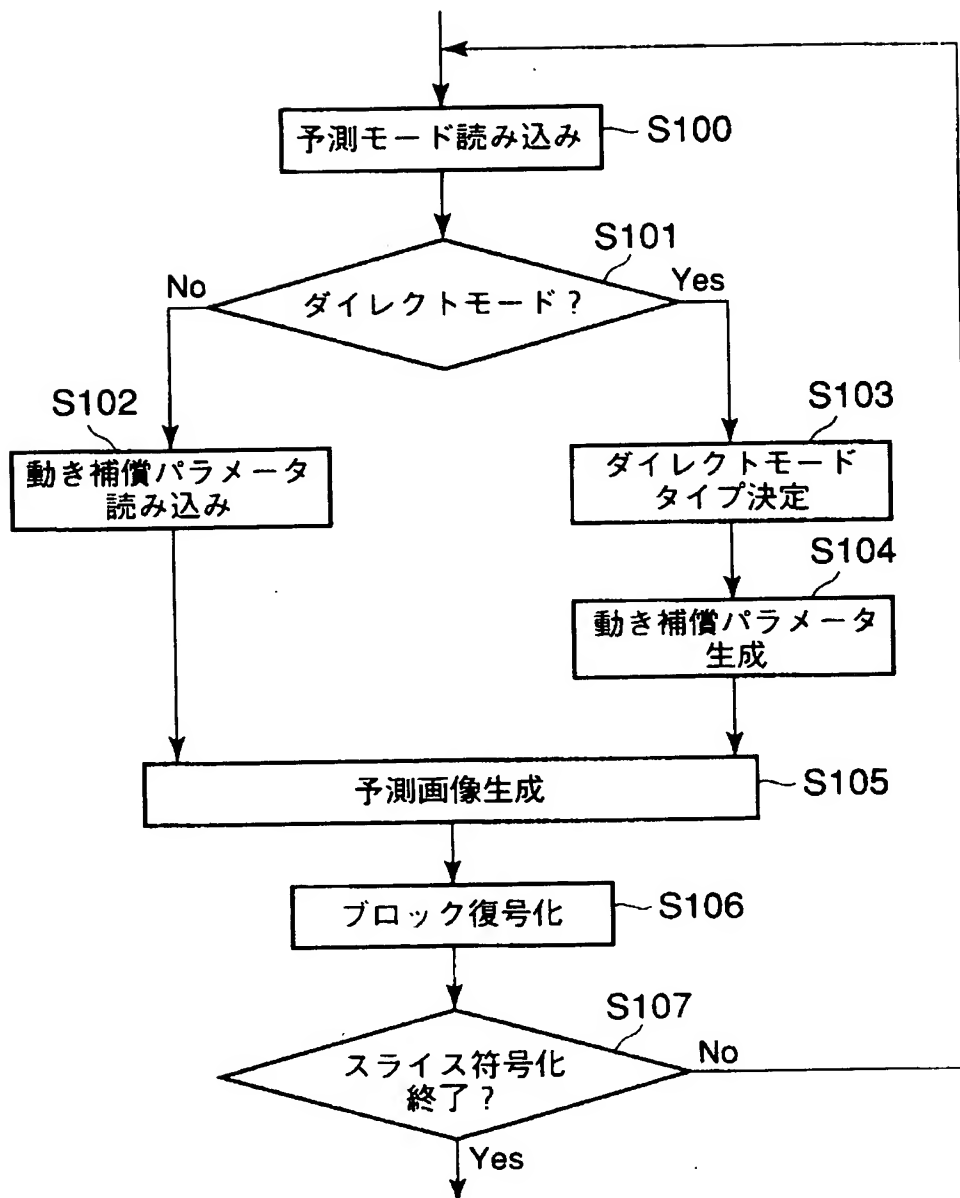 予測モード読み込み
S100
S101
No
Yes
ダイレクトモード?
S102
動き補償パラメータ
読み込み
S103
ダイレクトモード
タイプ決定
S104
動き補償パラメータ
生成
予測画像生成
S105
ブロック復号化
S106
S107
スライス符号化
終了?
No
Yes